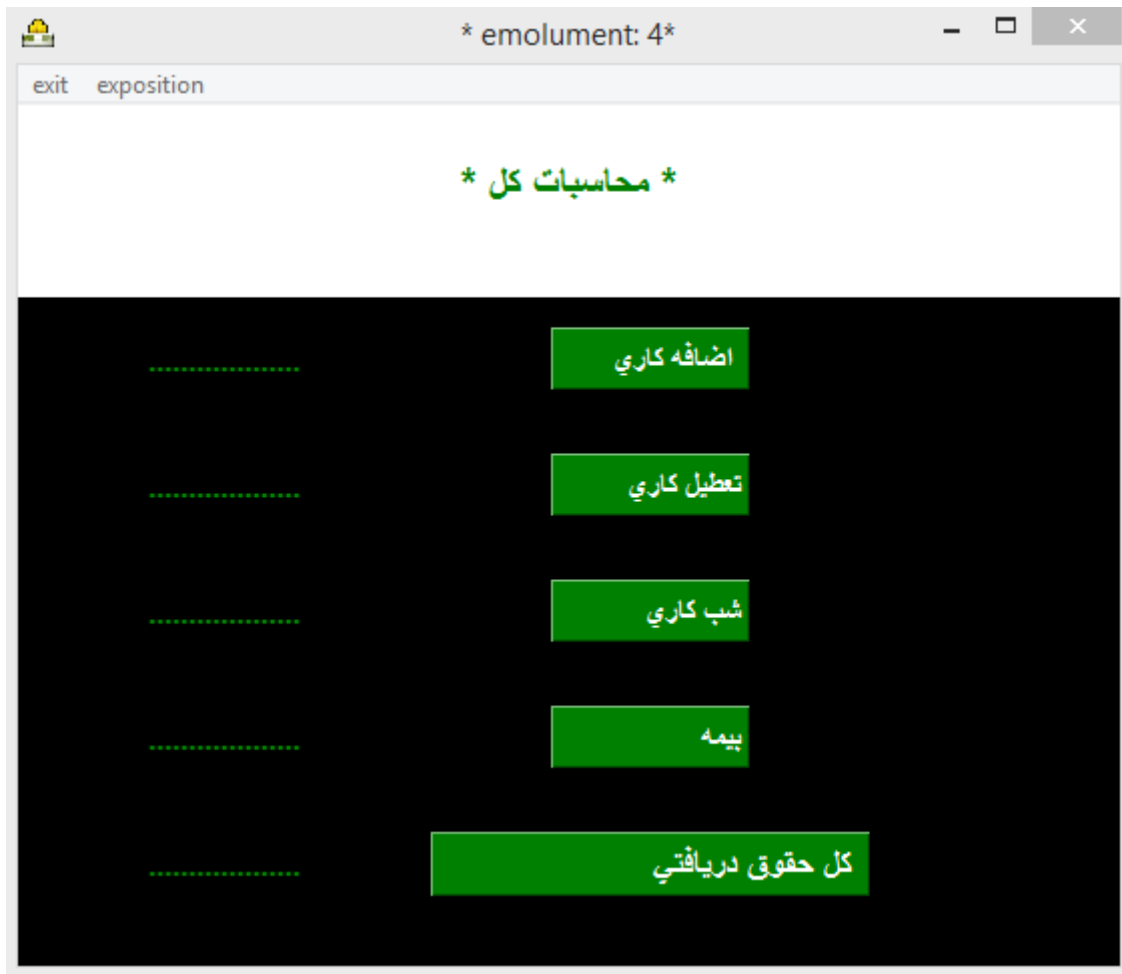 * emolument: 4*
exit exposition
* محاسبات كل *
اضافه كاري
..................
تعطيل كاري
..................
شب كاري
..................
بيمه
..................
كل حقوق دريافتي
..................